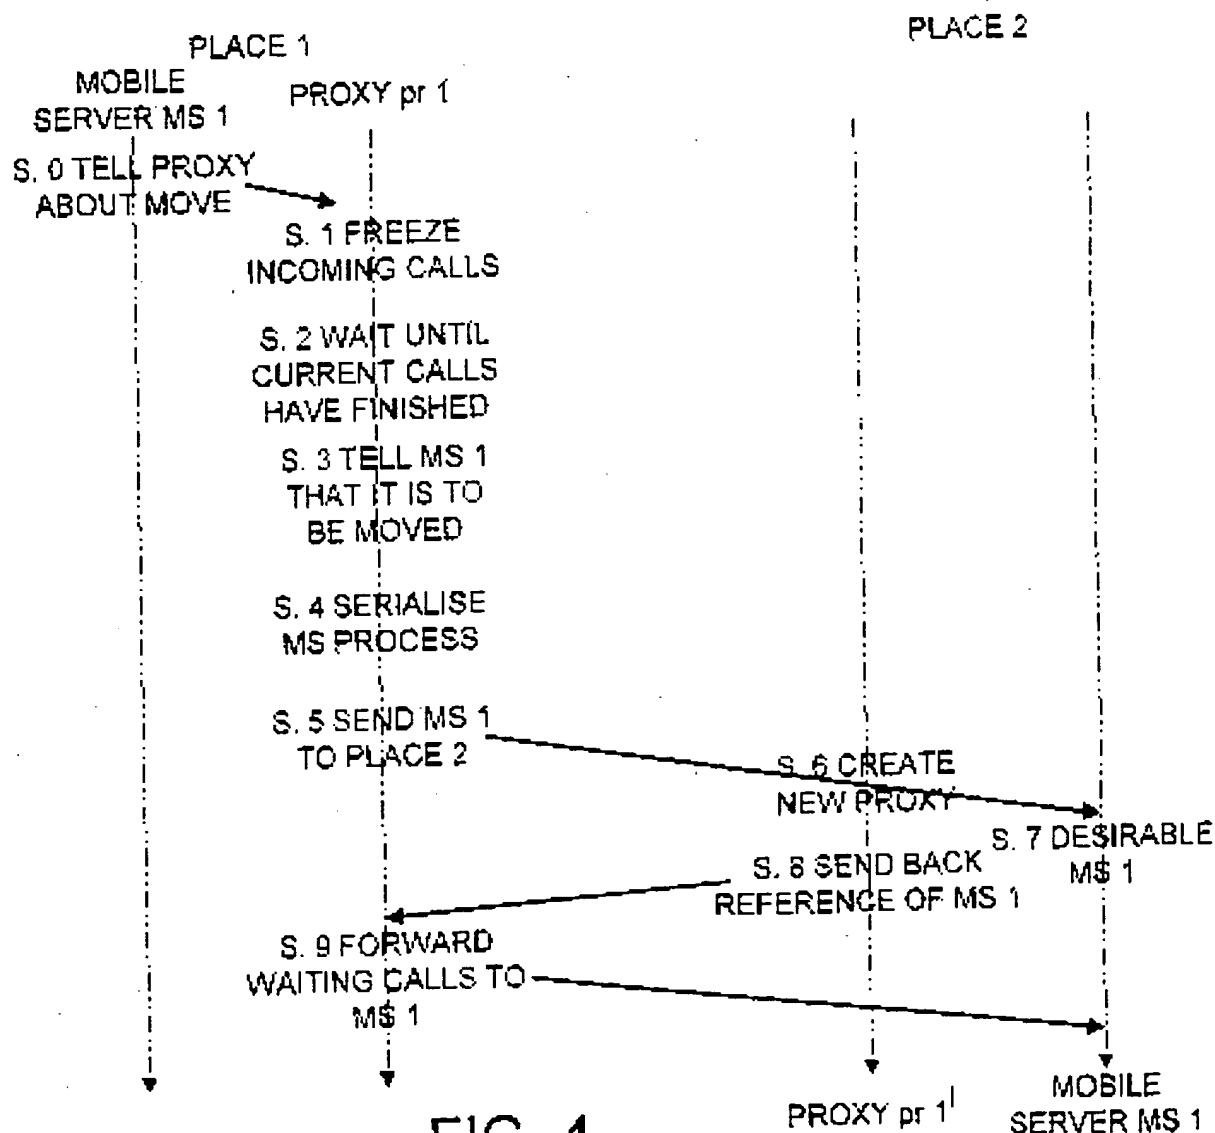 PLACE 1
PLACE 2
MOBILE
SERVER MS 1
PROXY pr 1
S. 0 TELL PROXY
ABOUT MOVE
S. 1 FREEZE
INCOMING CALLS
S. 2 WAIT UNTIL
CURRENT CALLS
HAVE FINISHED
S. 3 TELL MS 1
THAT IT IS TO
BE MOVED
S. 4 SERIALISE
MS PROCESS
S. 5 SEND MS 1
TO PLACE 2
S. 6 CREATE
NEW PROXY
S. 7 DESIRABLE
MS 1
S. 8 SEND BACK
REFERENCE OF MS 1
S. 9 FORWARD
WAITING CALLS TO
MS 1
PROXY pr 1'
MOBILE
SERVER MS 1
FIG. 4